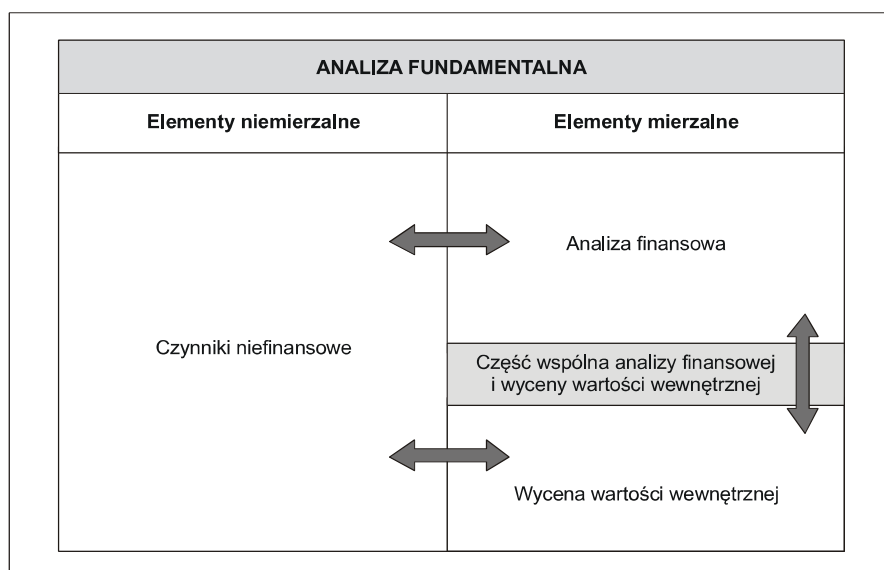 ANALIZA FUNDAMENTALNA
Elementy niemierzalne
Elementy mierzalne
Analiza finansowa
Czynniki niefinansowe
Część wspólna analizy finansowej
i wyceny wartości wewnętrznej
Wycena wartości wewnętrznej